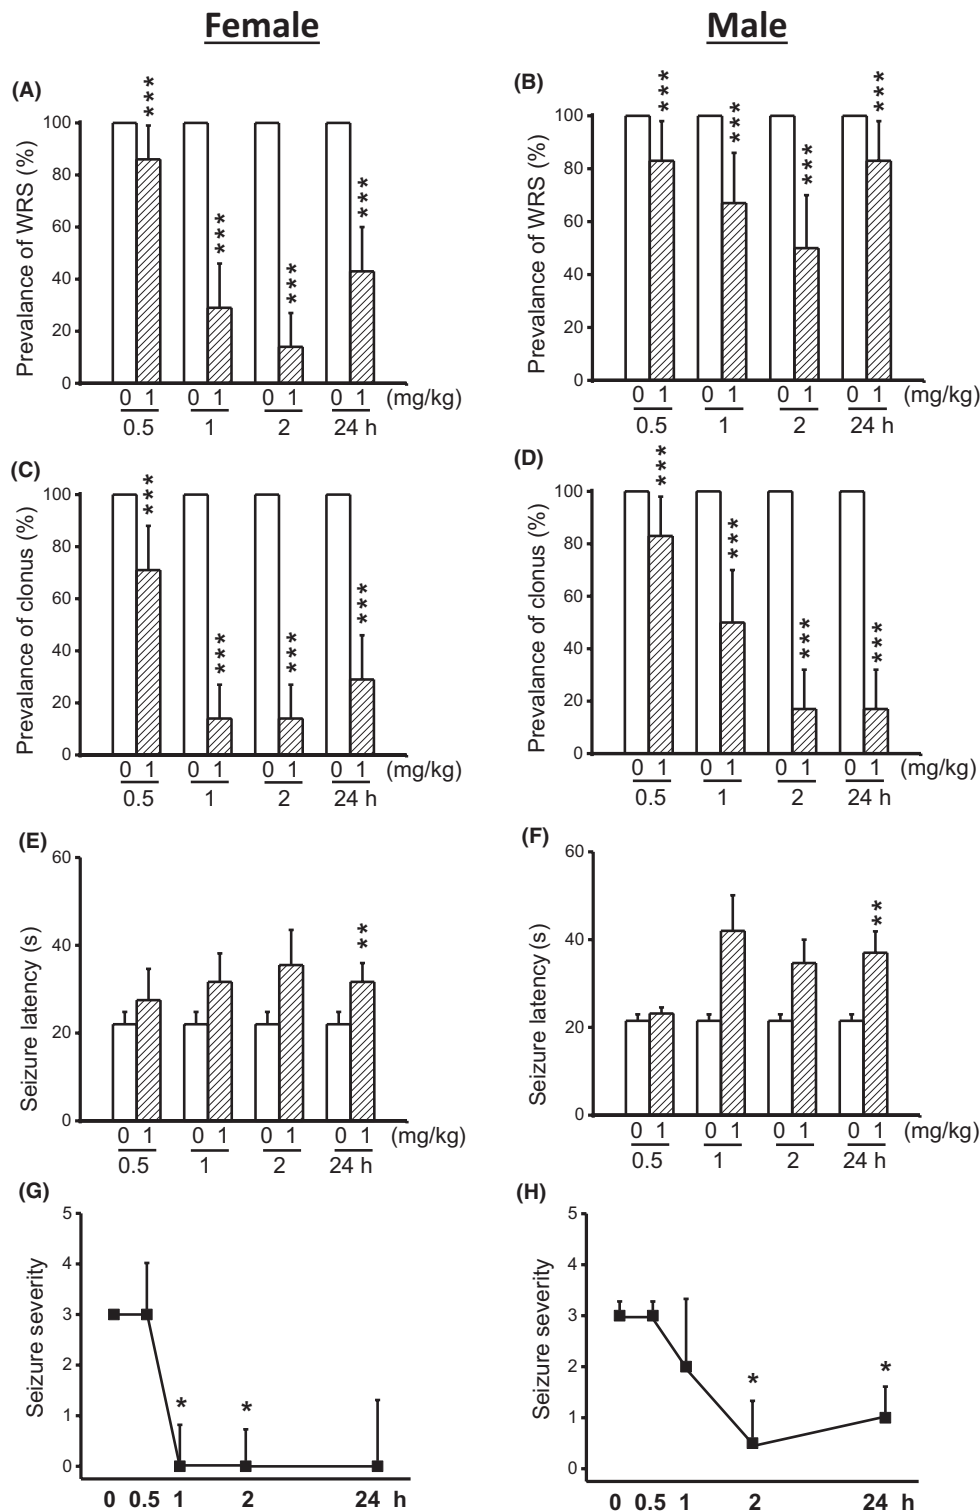 Female
Male
(A)
Prevalance of WRS (%)
100
80
60
40
20
0
***
***
***
***
0 1 0 1 0 1 0 1 (mg/kg)
0.5 1 2 24 h
(B)
Prevalance of WRS (%)
100
80
60
40
20
0
***
***
***
***
0 1 0 1 0 1 0 1 (mg/kg)
0.5 1 2 24 h
(C)
Prevalance of clonus (%)
100
80
60
40
20
0
***
***
***
***
0 1 0 1 0 1 0 1 (mg/kg)
0.5 1 2 24 h
(D)
Prevalance of clonus (%)
100
80
60
40
20
0
***
***
***
***
0 1 0 1 0 1 0 1 (mg/kg)
0.5 1 2 24 h
(E)
Seizure latency (s)
60
40
20
0
**
0 1 0 1 0 1 0 1 (mg/kg)
0.5 1 2 24 h
(F)
Seizure latency (s)
60
40
20
0
**
0 1 0 1 0 1 0 1 (mg/kg)
0.5 1 2 24 h
(G)
Seizure severity
5
4
3
2
1
0
* *
0 0.5 1 2 24 h
(H)
Seizure severity
5
4
3
2
1
0
* *
0 0.5 1 2 24 h